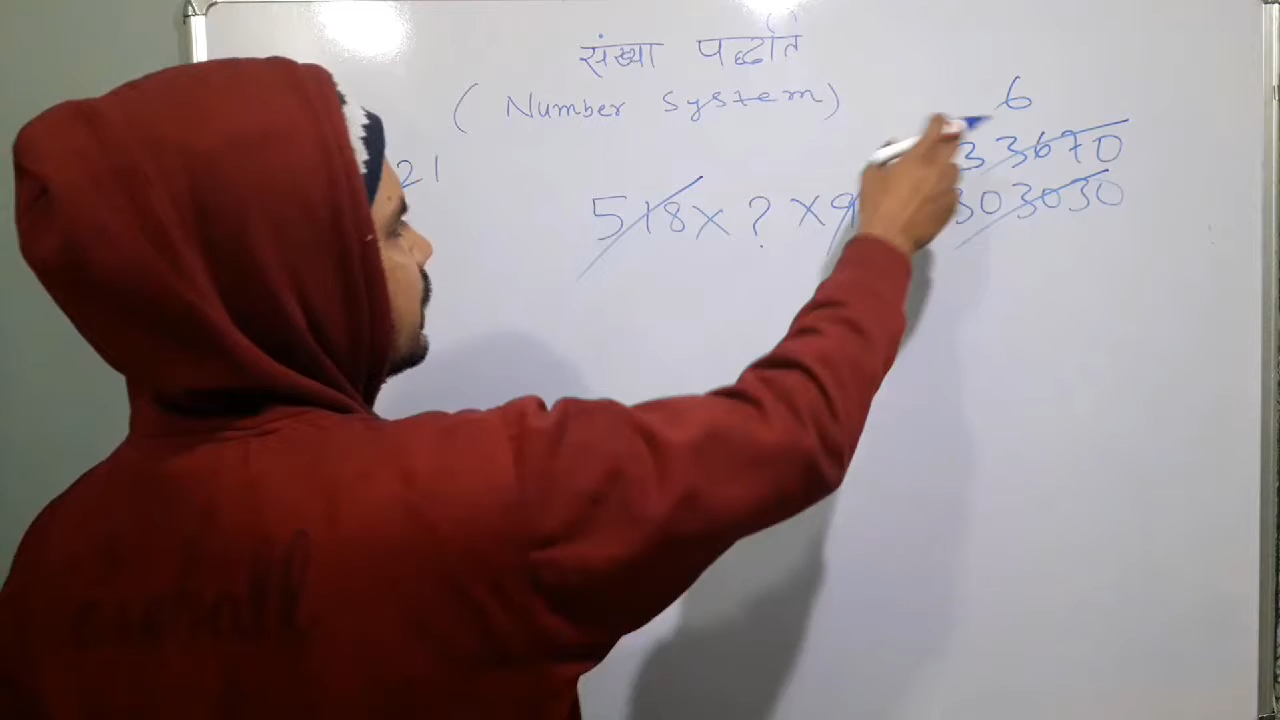 संख्या पद्धति
(Number System)
6
21
33670
518 X ? X 9
303030